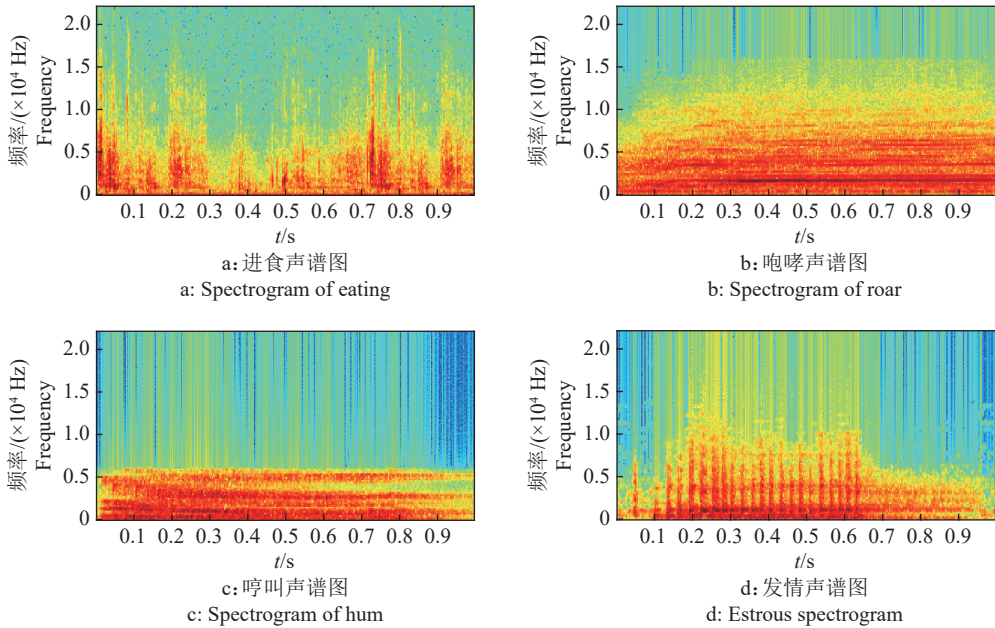 频率/(×10⁴ Hz)
Frequency
2.0
1.5
1.0
0.5
0
0.1 0.2 0.3 0.4 0.5 0.6 0.7 0.8 0.9
t/s
a:进食声谱图
a: Spectrogram of eating
频率/(×10⁴ Hz)
Frequency
2.0
1.5
1.0
0.5
0
0.1 0.2 0.3 0.4 0.5 0.6 0.7 0.8 0.9
t/s
b:咆哮声谱图
b: Spectrogram of roar
频率/(×10⁴ Hz)
Frequency
2.0
1.5
1.0
0.5
0
0.1 0.2 0.3 0.4 0.5 0.6 0.7 0.8 0.9
t/s
c:哼叫声谱图
c: Spectrogram of hum
频率/(×10⁴ Hz)
Frequency
2.0
1.5
1.0
0.5
0
0.1 0.2 0.3 0.4 0.5 0.6 0.7 0.8 0.9
t/s
d:发情声谱图
d: Estrous spectrogram